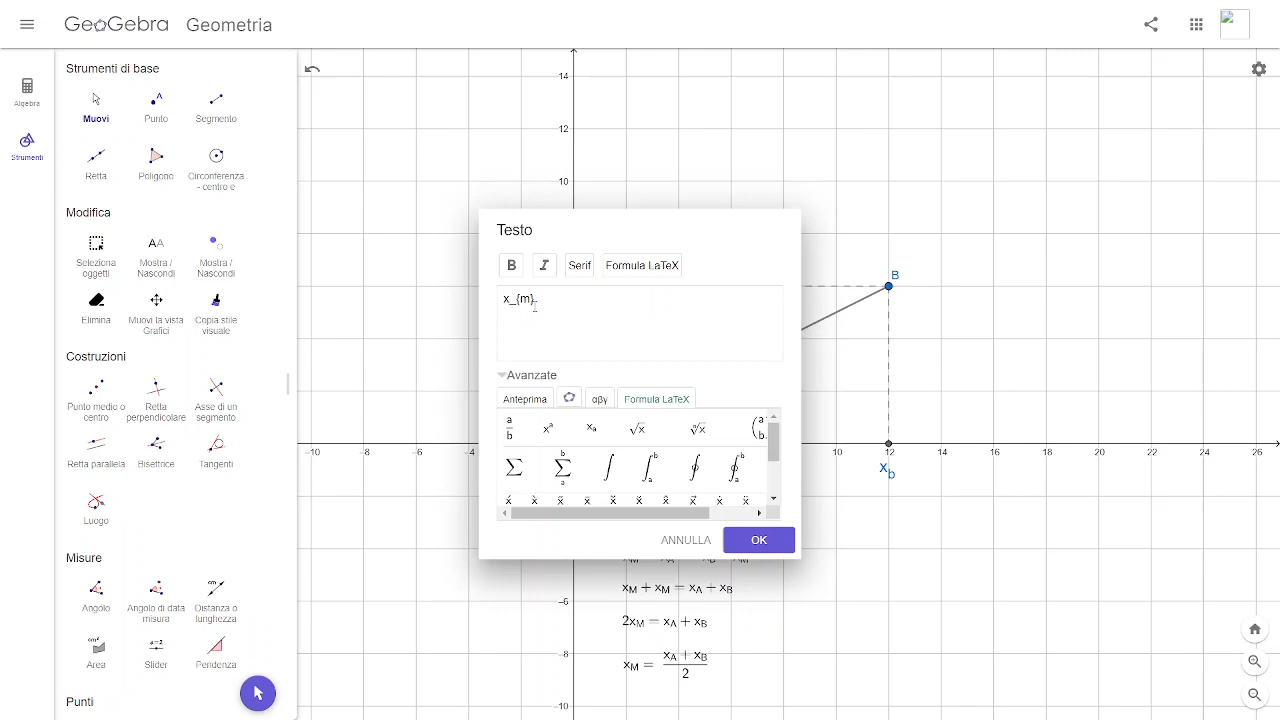 GeoGebra Geometria
Algebra
Strumenti
Strumenti di base
Muovi Punto Segmento
Retta Poligono Circonferenza - centro e
Modifica
Seleziona oggetti Mostra / Nascondi Mostra / Nascondi
Elimina Muovi la vista Grafici Copia stile visuale
Costruzioni
Punto medio o centro Retta perpendicolare Asse di un segmento
Retta parallela Bisettrice Tangenti
Luogo
Misure
cm
Angolo Angolo di data misura Distanza o lunghezza
cm² a=2
Area Slider Pendenza
Punti
14
12
10
B
−10 −8 −6 −4 10 12 14 16 18 20 22 24 26
x_b
−6
−8
−10
Testo
B I Serif Formula LaTeX
x_{m}
Avanzate
Anteprima αβγ Formula LaTeX
a/b xᵃ xₐ √x ⁿ√x
ANNULLA OK
x_M + x_M = x_A + x_B
2x_M = x_A + x_B
x_M = (x_A + x_B)/2